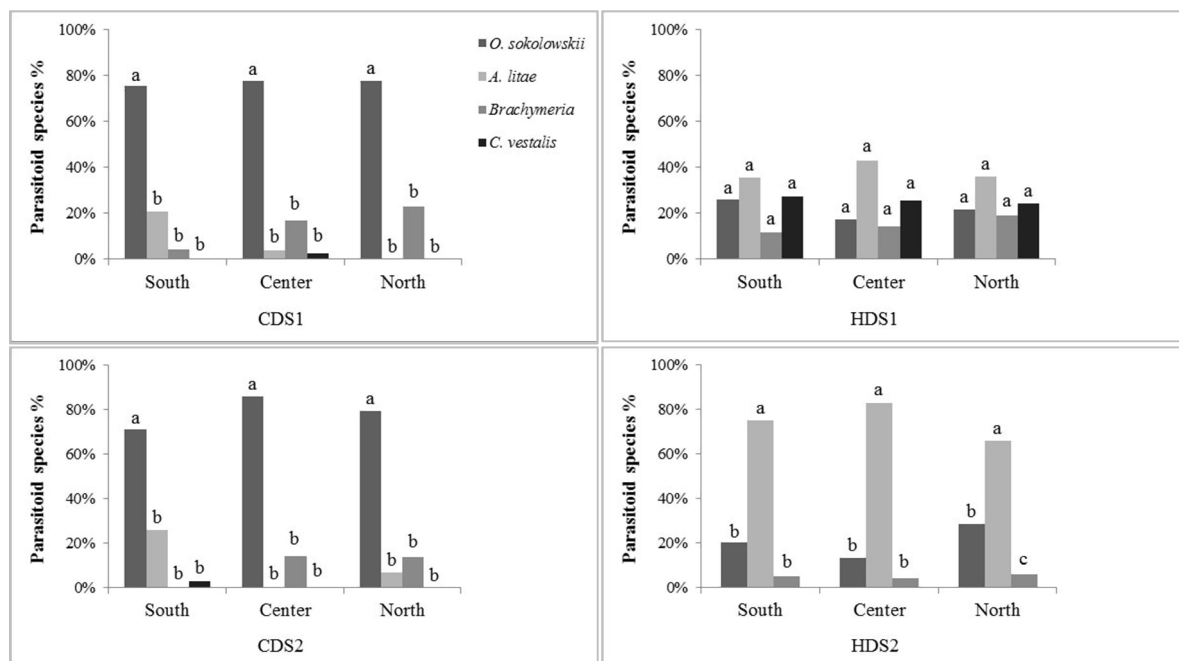 100%
80%
60%
40%
20%
0%
Parasitoid species %
a
b
b
b
a
b
b
b
a
b
b
b
South
Center
North
CDS1
O. sokolowskii
A. litae
Brachymeria
C. vestalis
100%
80%
60%
40%
20%
0%
Parasitoid species %
a
a
a
a
a
a
a
a
a
a
a
a
South
Center
North
HDS1
100%
80%
60%
40%
20%
0%
Parasitoid species %
a
b
b
b
a
b
b
b
a
b
b
b
South
Center
North
CDS2
100%
80%
60%
40%
20%
0%
Parasitoid species %
b
a
b
b
a
b
b
a
c
South
Center
North
HDS2